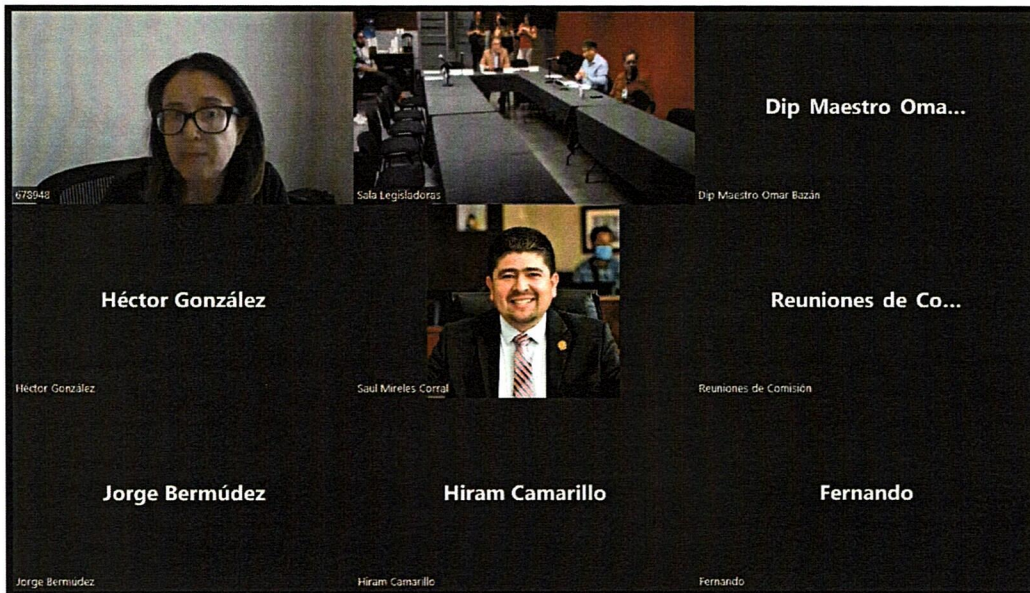 678948
Sala Legisladoras
Dip Maestro Oma...
Dip Maestro Omar Bazán
Héctor González
Héctor González
Saul Mireles Corral
Reuniones de Co...
Reuniones de Comisión
Jorge Bermúdez
Jorge Bermúdez
Hiram Camarillo
Hiram Camarillo
Fernando
Fernando